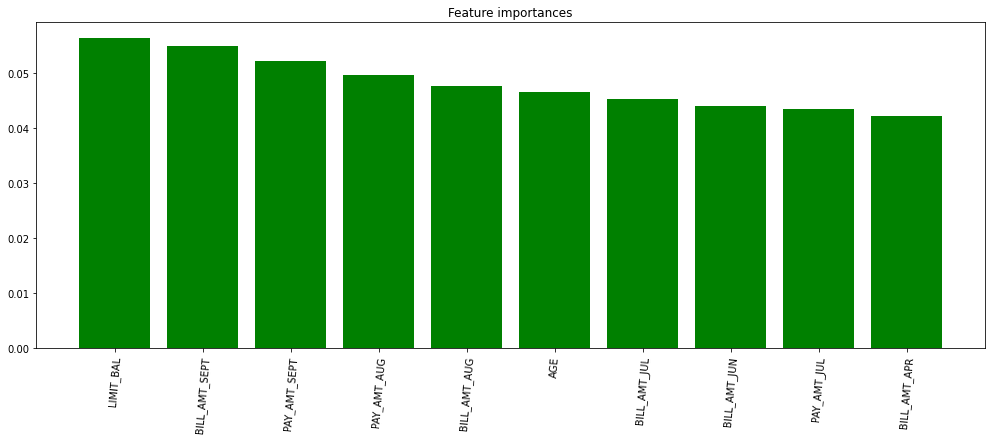 Feature importances
0.05
0.04
0.03
0.02
0.01
0.00
LIMIT_BAL
BILL_AMT_SEPT
PAY_AMT_SEPT
PAY_AMT_AUG
BILL_AMT_AUG
AGE
BILL_AMT_JUL
BILL_AMT_JUN
PAY_AMT_JUL
BILL_AMT_APR